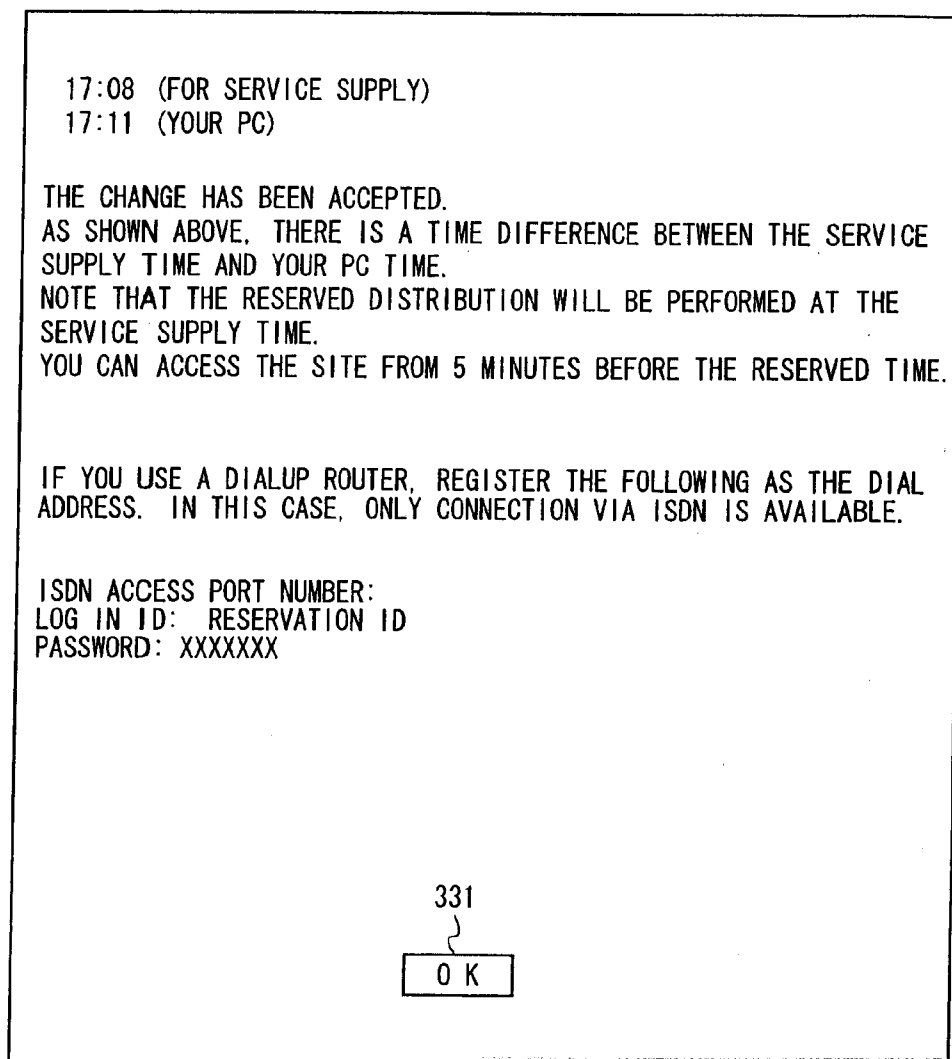 17:08 (FOR SERVICE SUPPLY)
17:11 (YOUR PC)
THE CHANGE HAS BEEN ACCEPTED.
AS SHOWN ABOVE, THERE IS A TIME DIFFERENCE BETWEEN THE SERVICE
SUPPLY TIME AND YOUR PC TIME.
NOTE THAT THE RESERVED DISTRIBUTION WILL BE PERFORMED AT THE
SERVICE SUPPLY TIME.
YOU CAN ACCESS THE SITE FROM 5 MINUTES BEFORE THE RESERVED TIME.
IF YOU USE A DIALUP ROUTER, REGISTER THE FOLLOWING AS THE DIAL
ADDRESS. IN THIS CASE, ONLY CONNECTION VIA ISDN IS AVAILABLE.
ISDN ACCESS PORT NUMBER:
LOG IN ID: RESERVATION ID
PASSWORD: XXXXXXX
331
OK